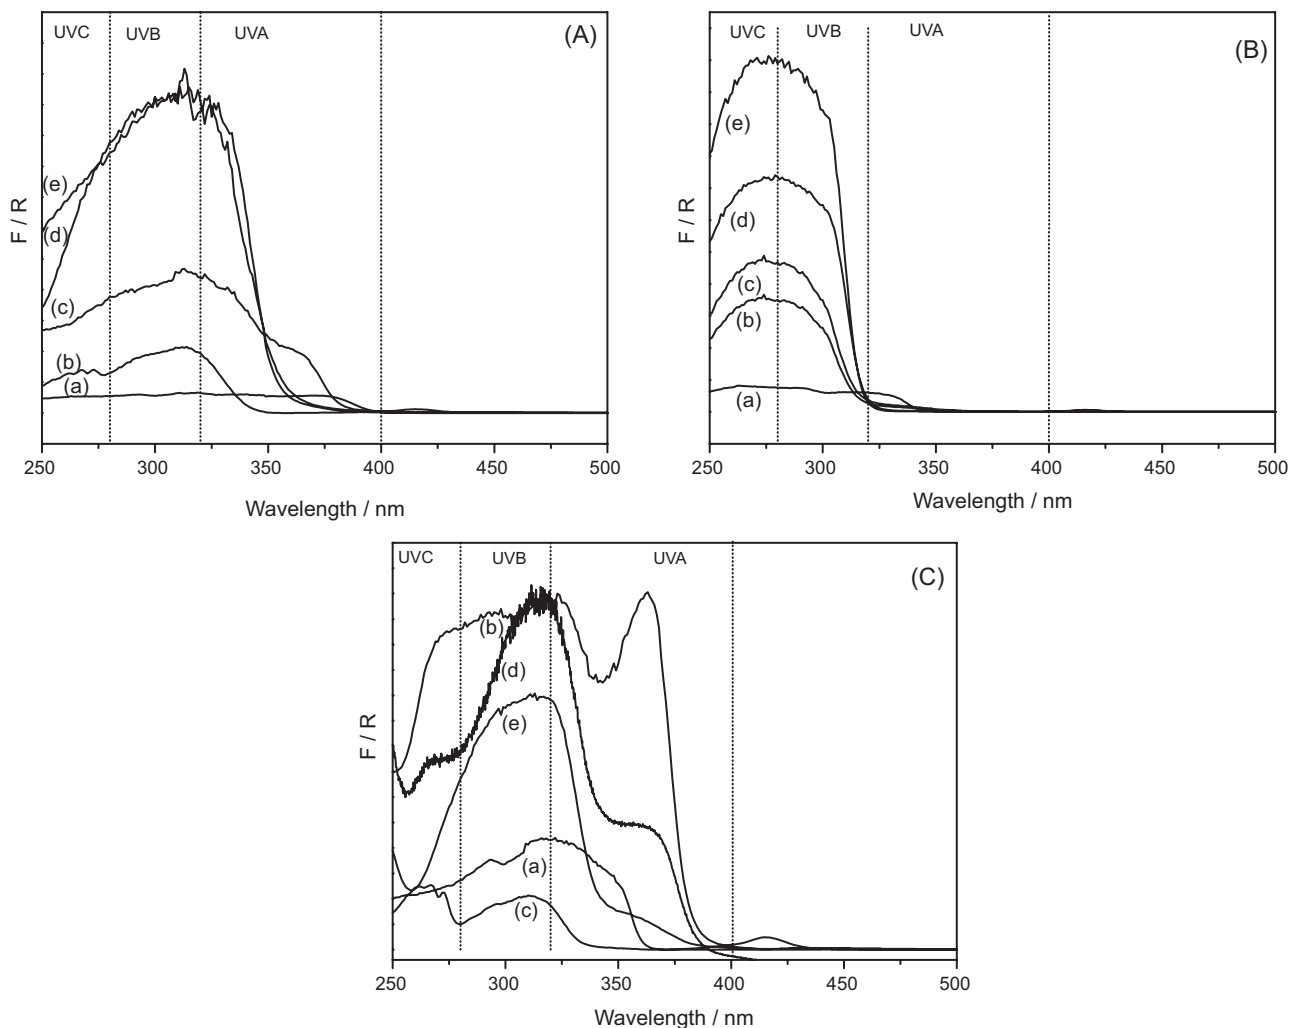 UVC UVB UVA (A)
(e)
(d)
(c)
(b)
(a)
F / R
250 300 350 400 450 500
Wavelength / nm
UVC UVB UVA (B)
(e)
(d)
(c)
(b)
(a)
F / R
250 300 350 400 450 500
Wavelength / nm
UVC UVB UVA (C)
(b)
(d)
(e)
(a)
(c)
F / R
250 300 350 400 450 500
Wavelength / nm